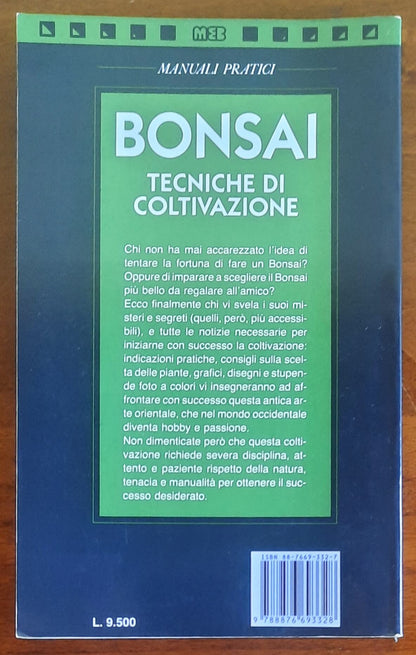 MEB
MANUALI PRATICI
BONSAI
TECNICHE DI
COLTIVAZIONE
Chi non ha mai accarezzato l'idea di
tentare la fortuna di fare un Bonsai?
Oppure di imparare a scegliere il Bonsai
più bello da regalare all'amico?
Ecco finalmente chi vi svela i suoi mi-
steri e segreti (quelli, però, più accessi-
bili), e tutte le notizie necessarie per
iniziarne con successo la coltivazione:
indicazioni pratiche, consigli sulla scel-
ta delle piante, grafici, disegni e stupen-
de foto a colori vi insegneranno ad af-
frontare con successo questa antica ar-
te orientale, che nel mondo occidentale
diventa hobby e passione.
Non dimenticate però che questa colti-
vazione richiede severa disciplina, at-
tento e paziente rispetto della natura,
tenacia e manualità per ottenere il suc-
cesso desiderato.
ISBN 88-7669-332-7
9 788876 693328
L. 9.500